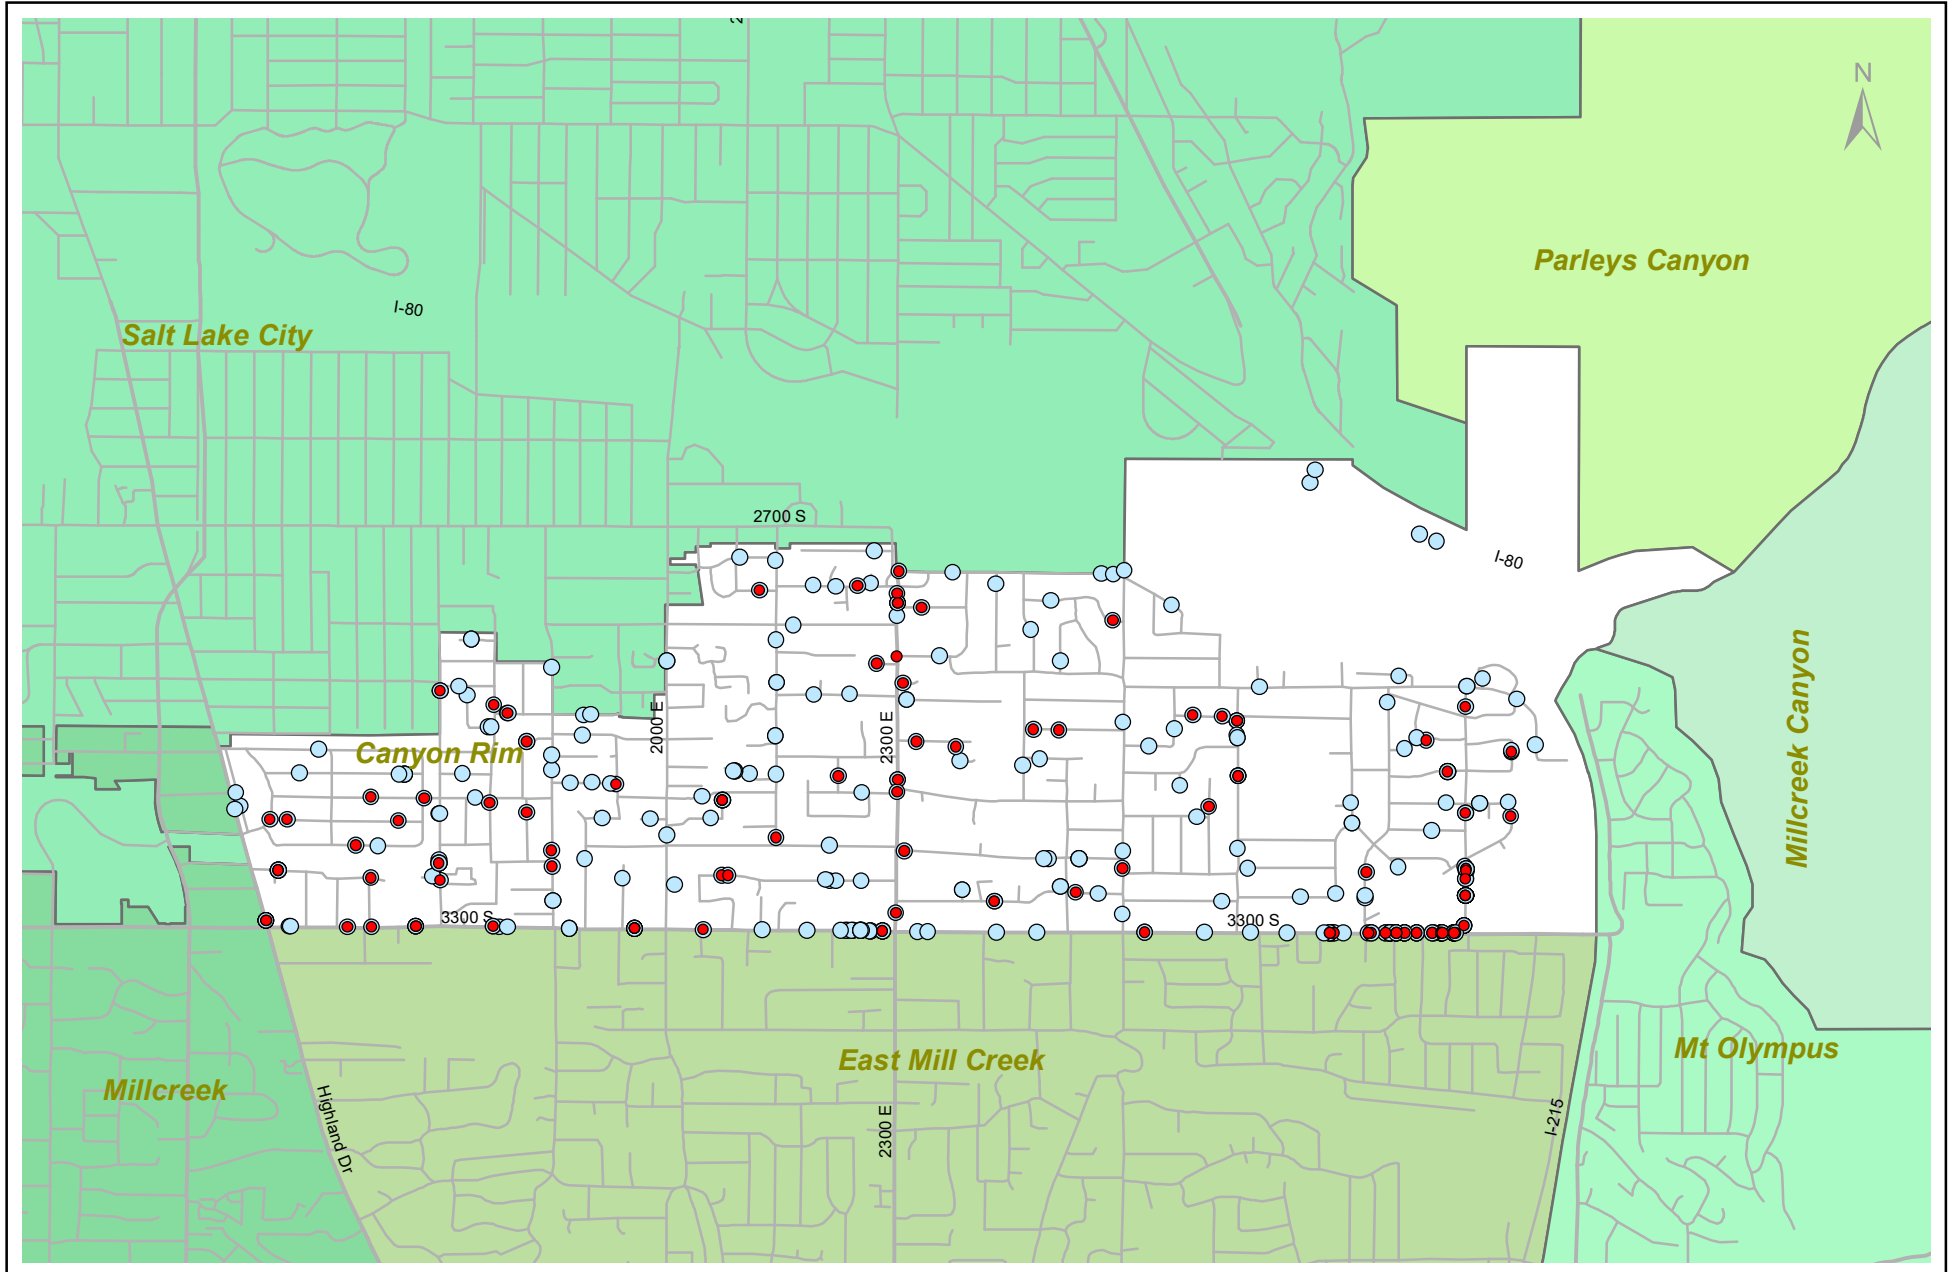 N
Parleys Canyon
I-80
Salt Lake City
2700 S
I-80
2000 E
2300 E
Canyon Rim
Millcreek Canyon
3300 S
3300 S
East Mill Creek
Mt Olympus
Millcreek
Highland Dr
2300 E
I-215